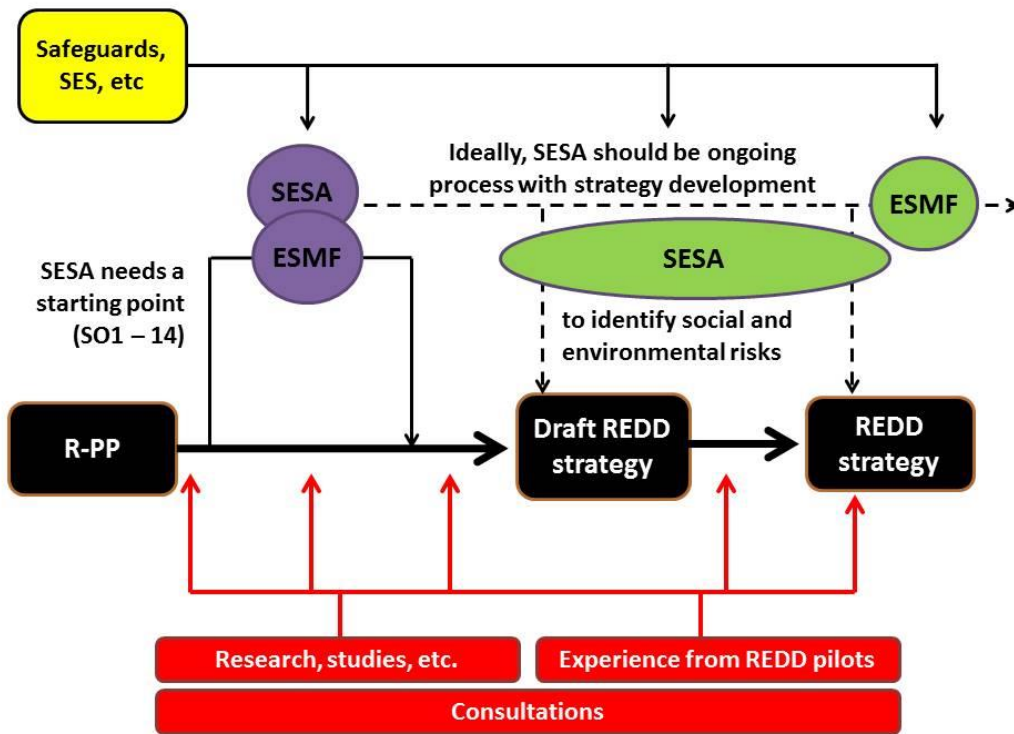 Safeguards,
SES, etc
Ideally, SESA should be ongoing
process with strategy development
SESA
ESMF
ESMF
SESA
SESA needs a
starting point
(SO1 – 14)
to identify social and
environmental risks
R-PP
Draft REDD
strategy
REDD
strategy
Research, studies, etc.
Experience from REDD pilots
Consultations